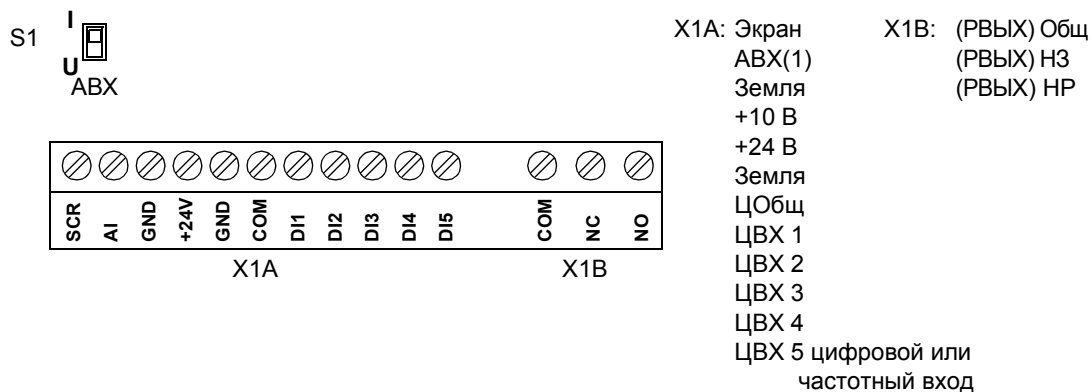 S1
I
U
АВХ
SCR AI GND +24V GND COM DI1 DI2 DI3 DI4 DI5 COM NC NO
X1A X1B
X1A: Экран
АВХ(1)
Земля
+10 В
+24 В
Земля
ЦОбщ
ЦВХ 1
ЦВХ 2
ЦВХ 3
ЦВХ 4
ЦВХ 5 цифровой или
частотный вход
X1B: (РВЫХ) Общ
(РВЫХ) НЗ
(РВЫХ) НР